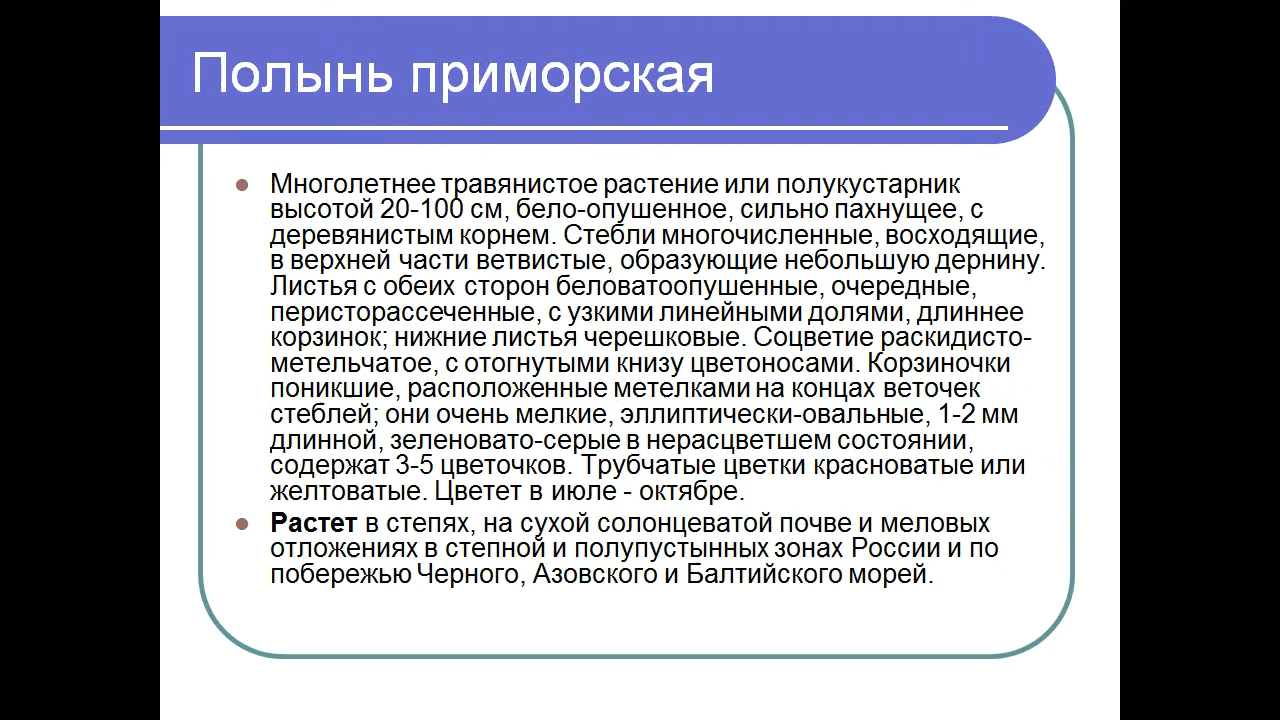 Полынь приморская
Многолетнее травянистое растение или полукустарник
высотой 20-100 см, бело-опушенное, сильно пахнущее, с
деревянистым корнем. Стебли многочисленные, восходящие,
в верхней части ветвистые, образующие небольшую дернину.
Листья с обеих сторон беловатоопушенные, очередные,
перисторассеченные, с узкими линейными долями, длиннее
корзинок; нижние листья черешковые. Соцветие раскидисто-
метельчатое, с отогнутыми книзу цветоносами. Корзиночки
поникшие, расположенные метелками на концах веточек
стеблей; они очень мелкие, эллиптически-овальные, 1-2 мм
длинной, зеленовато-серые в нерасцветшем состоянии,
содержат 3-5 цветочков. Трубчатые цветки красноватые или
желтоватые. Цветет в июле - октябре.
Растет в степях, на сухой солонцеватой почве и меловых
отложениях в степной и полупустынных зонах России и по
побережью Черного, Азовского и Балтийского морей.